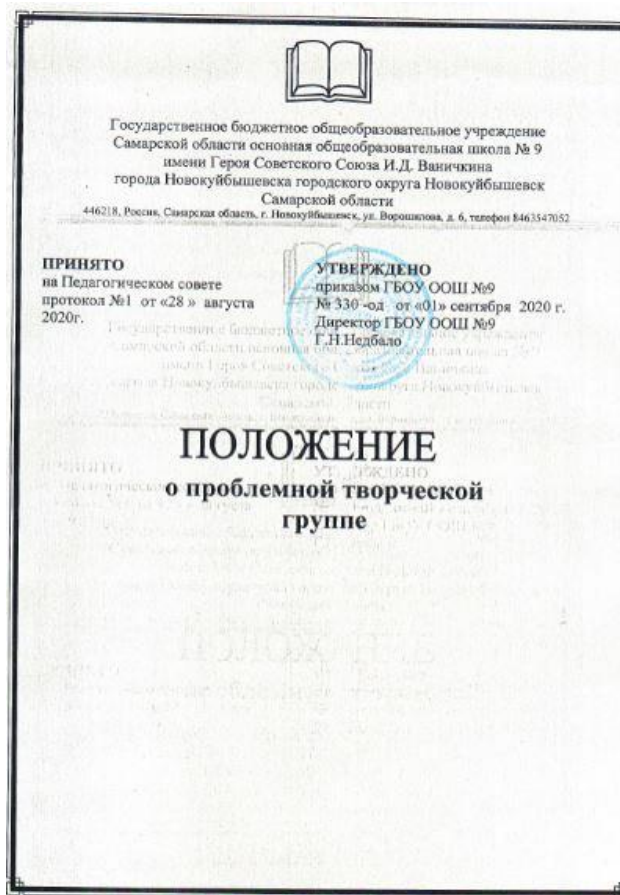 Государственное бюджетное общеобразовательное учреждение
Самарской области основная общеобразовательная школа № 9
имени Героя Советского Союза И.Д. Ваничкина
города Новокуйбышевска городского округа Новокуйбышевск
Самарской области
446218, Россия, Самарская область, г. Новокуйбышевск, ул. Ворошилова, д. 6, телефон 8463547052
ПРИНЯТО
на Педагогическом совете
протокол №1 от «28 » августа
2020г.
УТВЕРЖДЕНО
приказом ГБОУ ООШ №9
№ 330 -од от «01» сентября 2020 г.
Директор ГБОУ ООШ №9
Г.Н.Недбало
ПОЛОЖЕНИЕ
о проблемной творческой
группе